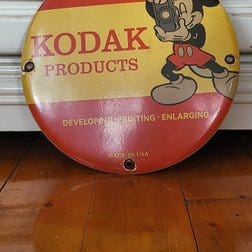 KODAK
PRODUCTS
DEVELOPING · PRINTING · ENLARGING
MADE IN USA